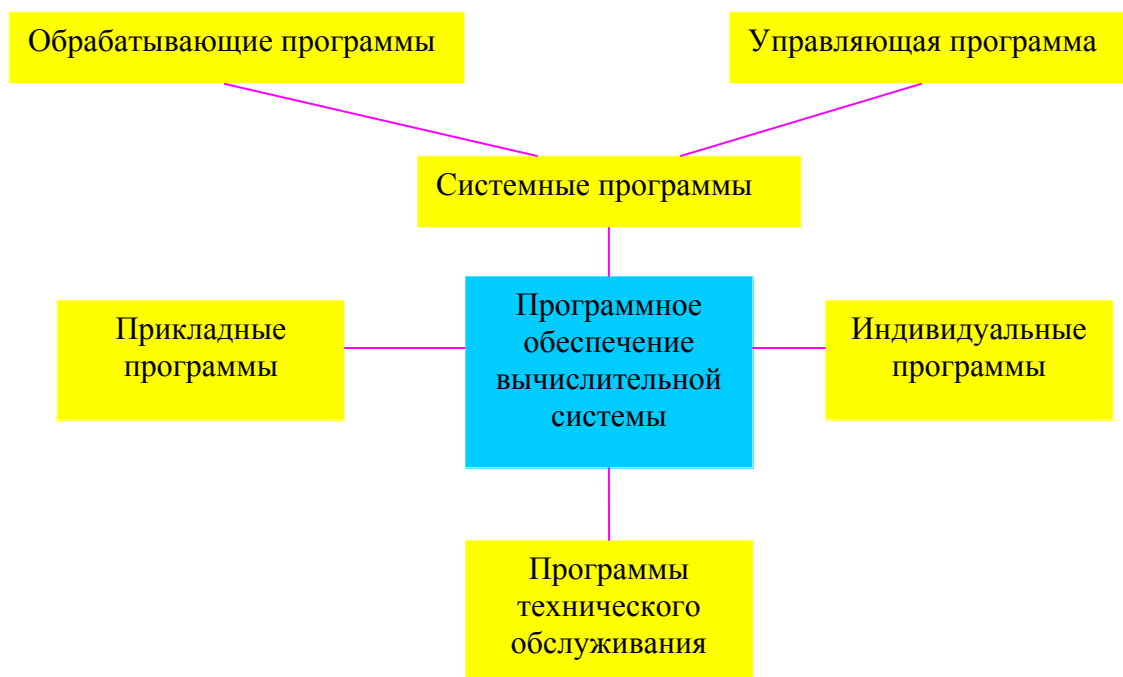 Обрабатывающие программы
Управляющая программа
Системные программы
Прикладные
программы
Программное
обеспечение
вычислительной
системы
Индивидуальные
программы
Программы
технического
обслуживания